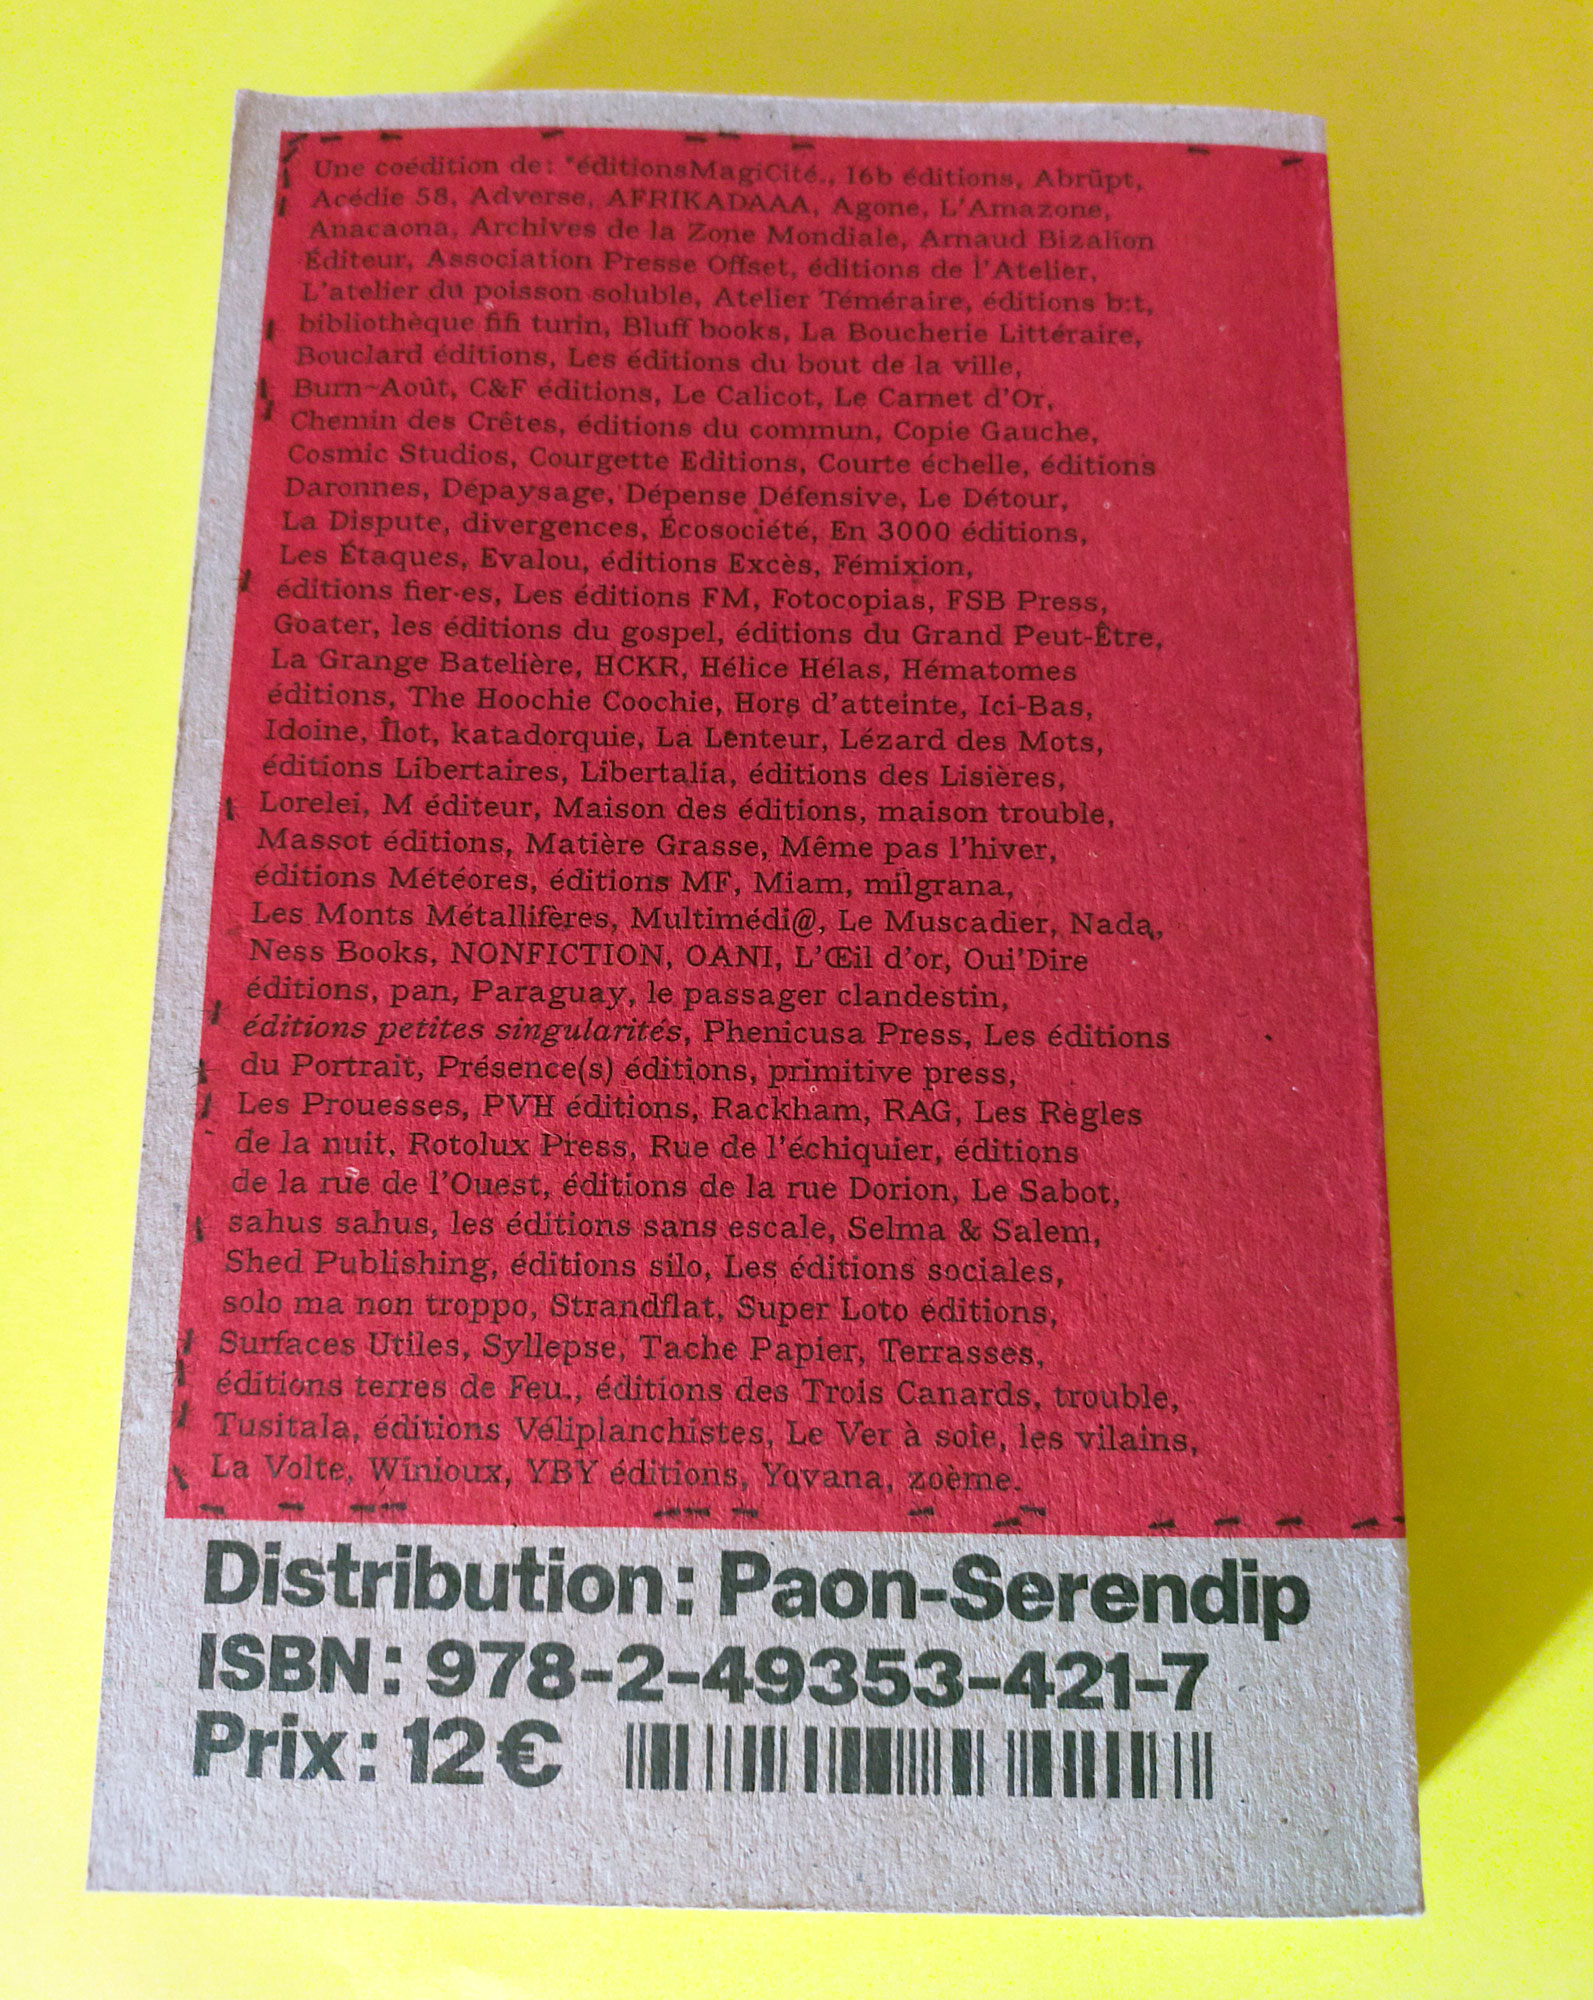 Une coédition de: *éditionsMagiCité., 16b éditions, Abrüpt,
Acédie 58, Adverse, AFRIKADAAA, Agone, L'Amazone,
Anacaona, Archives de la Zone Mondiale, Arnaud Bizalion
Éditeur, Association Presse Offset, éditions de l'Atelier,
L'atelier du poisson soluble, Atelier Téméraire, éditions b:t,
bibliothèque fifi turin, Bluff books, La Boucherie Littéraire,
Bouclard éditions, Les éditions du bout de la ville,
Burn~Août, C&F éditions, Le Calicot, Le Carnet d'Or,
Chemin des Crêtes, éditions du commun, Copie Gauche,
Cosmic Studios, Courgette Editions, Courte échelle, éditions
Daronnes, Dépaysage, Dépense Défensive, Le Détour,
La Dispute, divergences, Écosociété, En 3000 éditions,
Les Étaques, Evalou, éditions Excès, Fémixion,
éditions fier·es, Les éditions FM, Fotocopias, FSB Press,
Goater, les éditions du gospel, éditions du Grand Peut-Être,
La Grange Batelière, HCKR, Hélice Hélas, Hématomes
éditions, The Hoochie Coochie, Hors d'atteinte, Ici-Bas,
Idoine, Îlot, katadorquie, La Lenteur, Lézard des Mots,
éditions Libertaires, Libertalia, éditions des Lisières,
Lorelei, M éditeur, Maison des éditions, maison trouble,
Massot éditions, Matière Grasse, Même pas l'hiver,
éditions Météores, éditions MF, Miam, milgrana,
Les Monts Métallifères, Multimédi@, Le Muscadier, Nada,
Ness Books, NONFICTION, OANI, L'Œil d'or, Oui'Dire
éditions, pan, Paraguay, le passager clandestin,
éditions petites singularités, Phenicusa Press, Les éditions
du Portrait, Présence(s) éditions, primitive press,
Les Prouesses, PVH éditions, Rackham, RAG, Les Règles
de la nuit, Rotolux Press, Rue de l'échiquier, éditions
de la rue de l'Ouest, éditions de la rue Dorion, Le Sabot,
sahus sahus, les éditions sans escale, Selma & Salem,
Shed Publishing, éditions silo, Les éditions sociales,
solo ma non troppo, Strandflat, Super Loto éditions,
Surfaces Utiles, Syllepse, Tache Papier, Terrasses,
éditions terres de Feu., éditions des Trois Canards, trouble,
Tusitala, éditions Véliplanchistes, Le Ver à soie, les vilains,
La Volte, Winioux, YBY éditions, Yovana, zoème.
Distribution: Paon-Serendip
ISBN: 978-2-49353-421-7
Prix: 12€